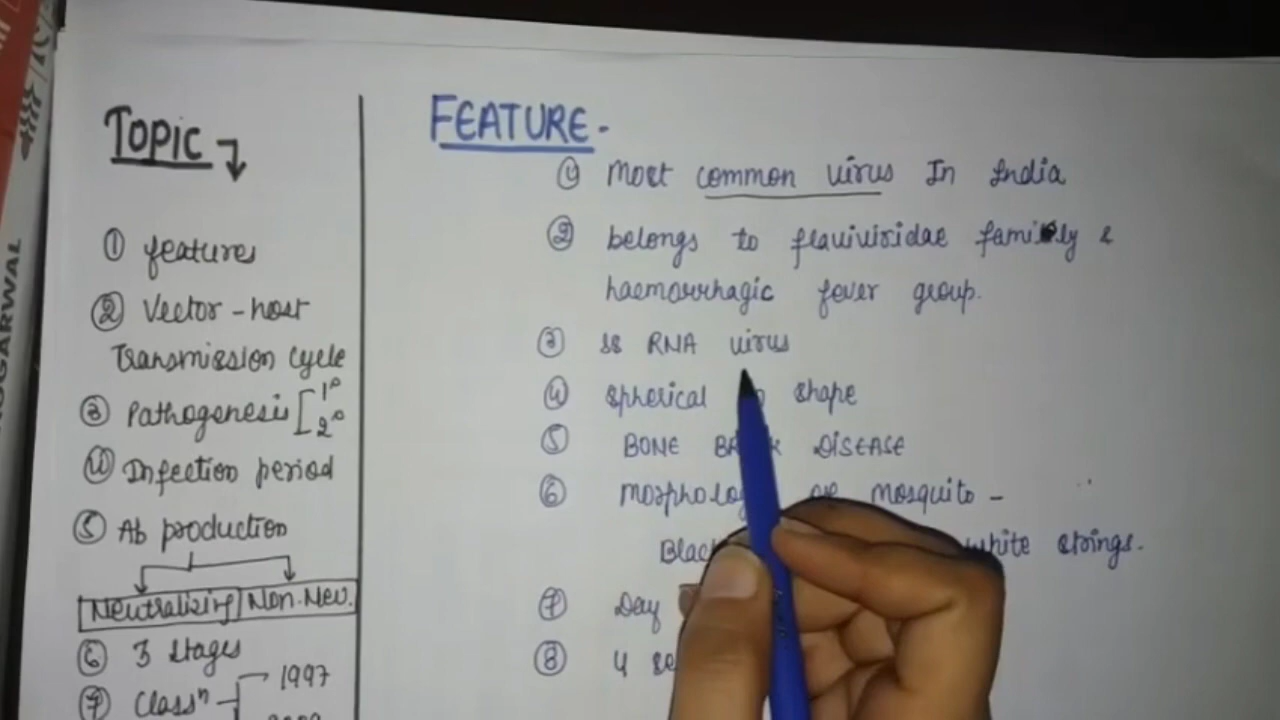 TOPIC
① features
② Vector-host
Transmission cycle
③ Pathogenesis [ 1° 2°
④ Infection period
⑤ Ab production
Neutralizing Non-Neu.
⑥ 3 stages
⑦ Classⁿ 1997
FEATURE -
① Most common virus In India
② belongs to flaviviridae family &
haemorrhagic fever group.
③ ss RNA virus
④ spherical shape
⑤ BONE DISEASE
⑥ mosquito -
white strings.
⑦ Day
⑧ 4
OGARWAL